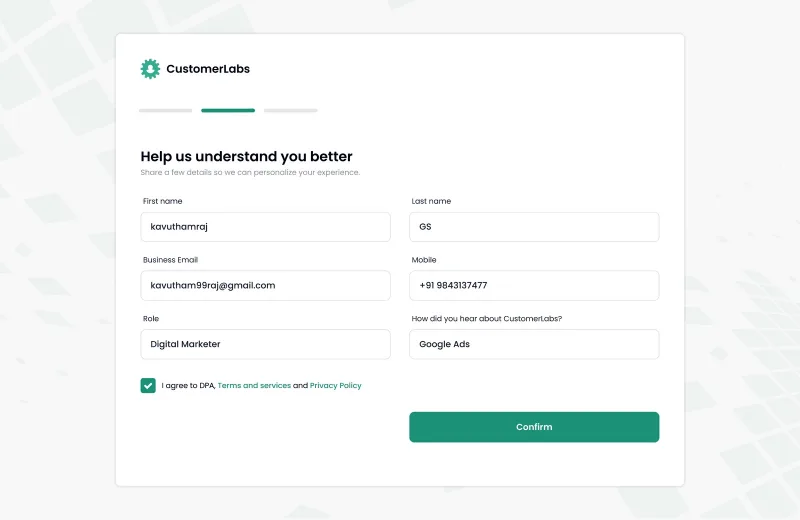 CustomerLabs
Help us understand you better
Share a few details so we can personalize your experience.
First name
Last name
kavuthamraj
GS
Business Email
Mobile
kavutham99raj@gmail.com
+91 9843137477
Role
How did you hear about CustomerLabs?
Digital Marketer
Google Ads
I agree to DPA, Terms and services and Privacy Policy
Confirm